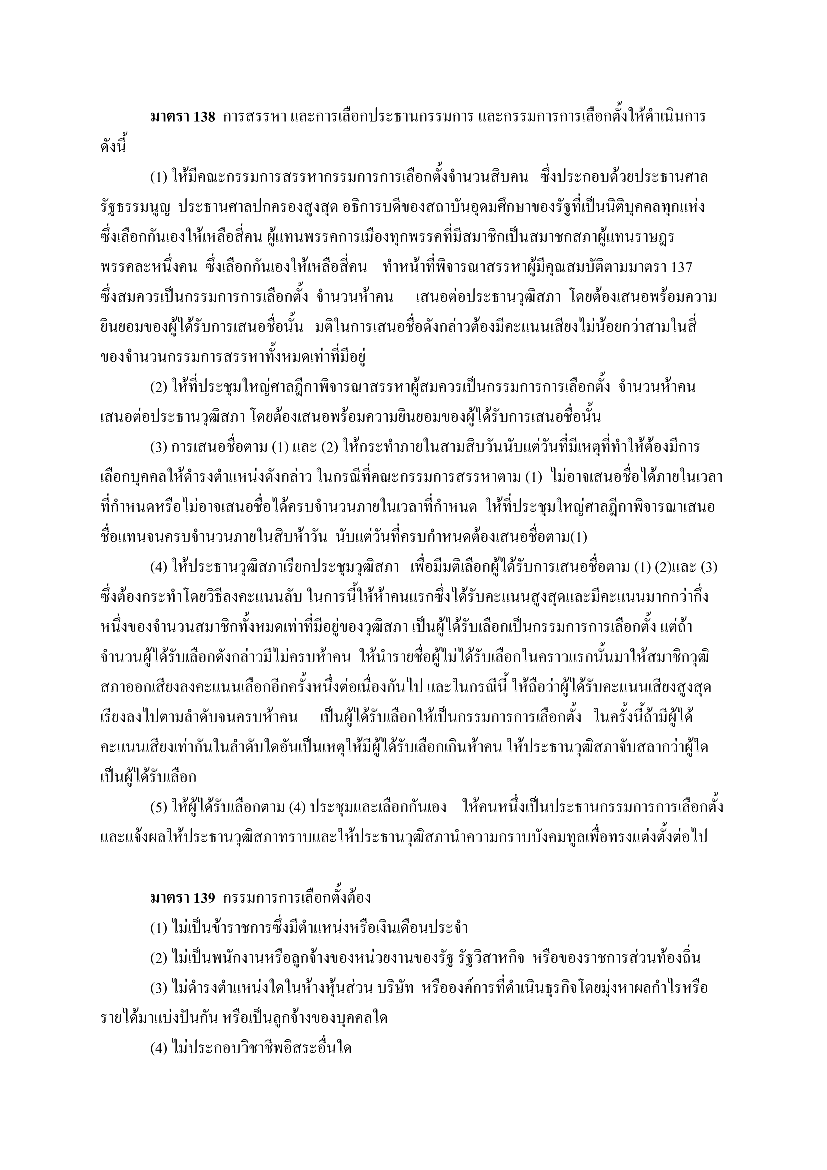 มาตรา 138 การสรรหา และการเลือกประธานกรรมการ และกรรมการการเลือกตั้งให้ดำเนินการ
ดังนี้
(1) ให้มีคณะกรรมการสรรหากรรมการการเลือกตั้งจำนวนสิบคน ซึ่งประกอบด้วยประธานศาล
รัฐธรรมนูญ ประธานศาลปกครองสูงสุด อธิการบดีของสถาบันอุดมศึกษาของรัฐที่เป็นนิติบุคคลทุกแห่ง
ซึ่งเลือกกันเองให้เหลือสี่คน ผู้แทนพรรคการเมืองทุกพรรคที่มีสมาชิกเป็นสมาชกสภาผู้แทนราษฎร
พรรคละหนึ่งคน ซึ่งเลือกกันเองให้เหลือสี่คน ทำหน้าที่พิจารณาสรรหาผู้มีคุณสมบัติตามมาตรา 137
ซึ่งสมควรเป็นกรรมการการเลือกตั้ง จำนวนห้าคน เสนอต่อประธานวุฒิสภา โดยต้องเสนอพร้อมความ
ยินยอมของผู้ได้รับการเสนอชื่อนั้น มติในการเสนอชื่อดังกล่าวต้องมีคะแนนเสียงไม่น้อยกว่าสามในสี่
ของจำนวนกรรมการสรรหาทั้งหมดเท่าที่มีอยู่
(2) ให้ที่ประชุมใหญ่ศาลฎีกาพิจารณาสรรหาผู้สมควรเป็นกรรมการการเลือกตั้ง จำนวนห้าคน
เสนอต่อประธานวุฒิสภา โดยต้องเสนอพร้อมความยินยอมของผู้ได้รับการเสนอชื่อนั้น
(3) การเสนอชื่อตาม (1) และ (2) ให้กระทำภายในสามสิบวันนับแต่วันที่มีเหตุที่ทำให้ต้องมีการ
เลือกบุคคลให้ดำรงตำแหน่งดังกล่าว ในกรณีที่คณะกรรมการสรรหาตาม (1) ไม่อาจเสนอชื่อได้ภายในเวลา
ที่กำหนดหรือไม่อาจเสนอชื่อได้ครบจำนวนภายในเวลาที่กำหนด ให้ที่ประชุมใหญ่ศาลฎีกาพิจารณาเสนอ
ชื่อแทนจนครบจำนวนภายในสิบห้าวัน นับแต่วันที่ครบกำหนดต้องเสนอชื่อตาม(1)
(4) ให้ประธานวุฒิสภาเรียกประชุมวุฒิสภา เพื่อมีมติเลือกผู้ได้รับการเสนอชื่อตาม (1) (2)และ (3)
ซึ่งต้องกระทำโดยวิธีลงคะแนนลับ ในการนี้ให้ห้าคนแรกซึ่งได้รับคะแนนสูงสุดและมีคะแนนมากกว่ากึ่ง
หนึ่งของจำนวนสมาชิกทั้งหมดเท่าที่มีอยู่ของวุฒิสภา เป็นผู้ได้รับเลือกเป็นกรรมการการเลือกตั้ง แต่ถ้า
จำนวนผู้ได้รับเลือกดังกล่าวมีไม่ครบห้าคน ให้นำรายชื่อผู้ไม่ได้รับเลือกในคราวแรกนั้นมาให้สมาชิกวุฒิ
สภาออกเสียงลงคะแนนเลือกอีกครั้งหนึ่งต่อเนื่องกันไป และในกรณีนี้ ให้ถือว่าผู้ได้รับคะแนนเสียงสูงสุด
เรียงลงไปตามลำดับจนครบห้าคน เป็นผู้ได้รับเลือกให้เป็นกรรมการการเลือกตั้ง ในครั้งนี้ถ้ามีผู้ได้
คะแนนเสียงเท่ากันในลำดับใดอันเป็นเหตุให้มีผู้ได้รับเลือกเกินห้าคน ให้ประธานวุฒิสภาจับสลากว่าผู้ใด
เป็นผู้ได้รับเลือก
(5) ให้ผู้ได้รับเลือกตาม (4) ประชุมและเลือกกันเอง ให้คนหนึ่งเป็นประธานกรรมการการเลือกตั้ง
และแจ้งผลให้ประธานวุฒิสภาทราบและให้ประธานวุฒิสภานำความกราบบังคมทูลเพื่อทรงแต่งตั้งต่อไป
มาตรา 139 กรรมการการเลือกตั้งต้อง
(1) ไม่เป็นข้าราชการซึ่งมีตำแหน่งหรือเงินเดือนประจำ
(2) ไม่เป็นพนักงานหรือลูกจ้างของหน่วยงานของรัฐ รัฐวิสาหกิจ หรือของราชการส่วนท้องถิ่น
(3) ไม่ดำรงตำแหน่งใดในห้างหุ้นส่วน บริษัท หรือองค์การที่ดำเนินธุรกิจโดยมุ่งหาผลกำไรหรือ
รายได้มาแบ่งปันกัน หรือเป็นลูกจ้างของบุคคลใด
(4) ไม่ประกอบวิชาชีพอิสระอื่นใด